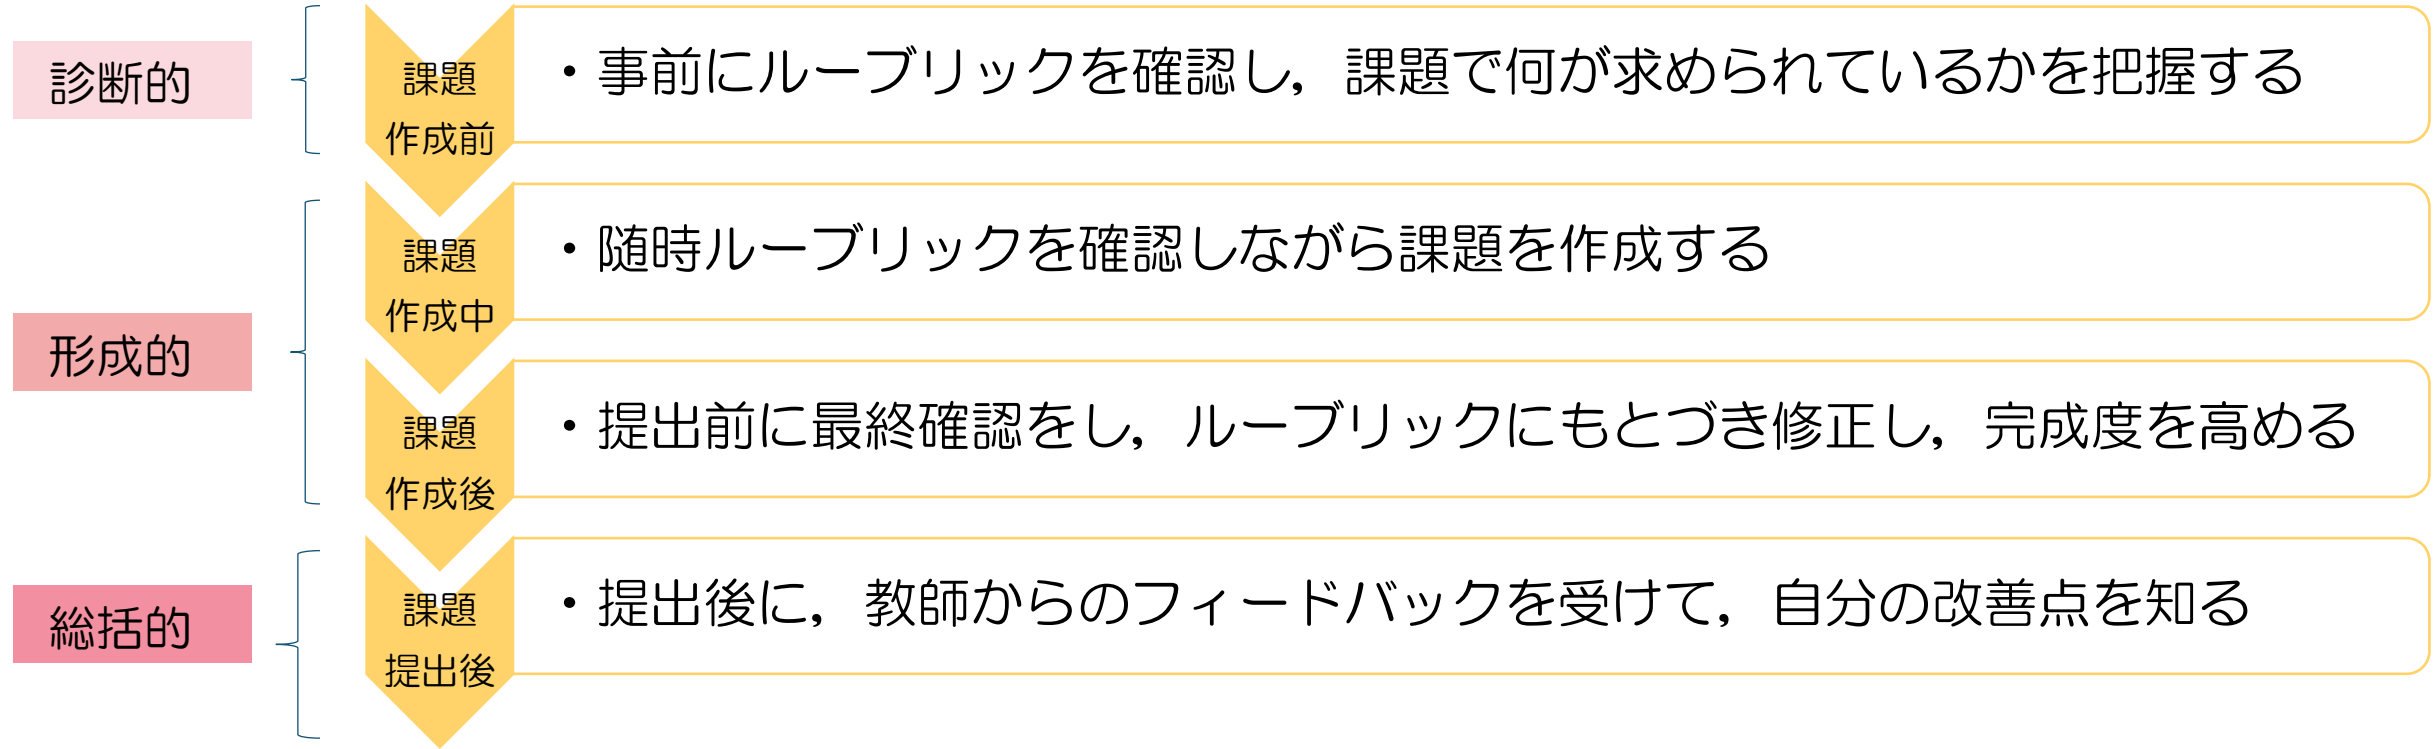 診断的
課題
作成前
・事前にルーブリックを確認し，課題で何が求められているかを把握する
形成的
課題
作成中
・随時ルーブリックを確認しながら課題を作成する
課題
作成後
・提出前に最終確認をし，ルーブリックにもとづき修正し，完成度を高める
総括的
課題
提出後
・提出後に，教師からのフィードバックを受けて，自分の改善点を知る